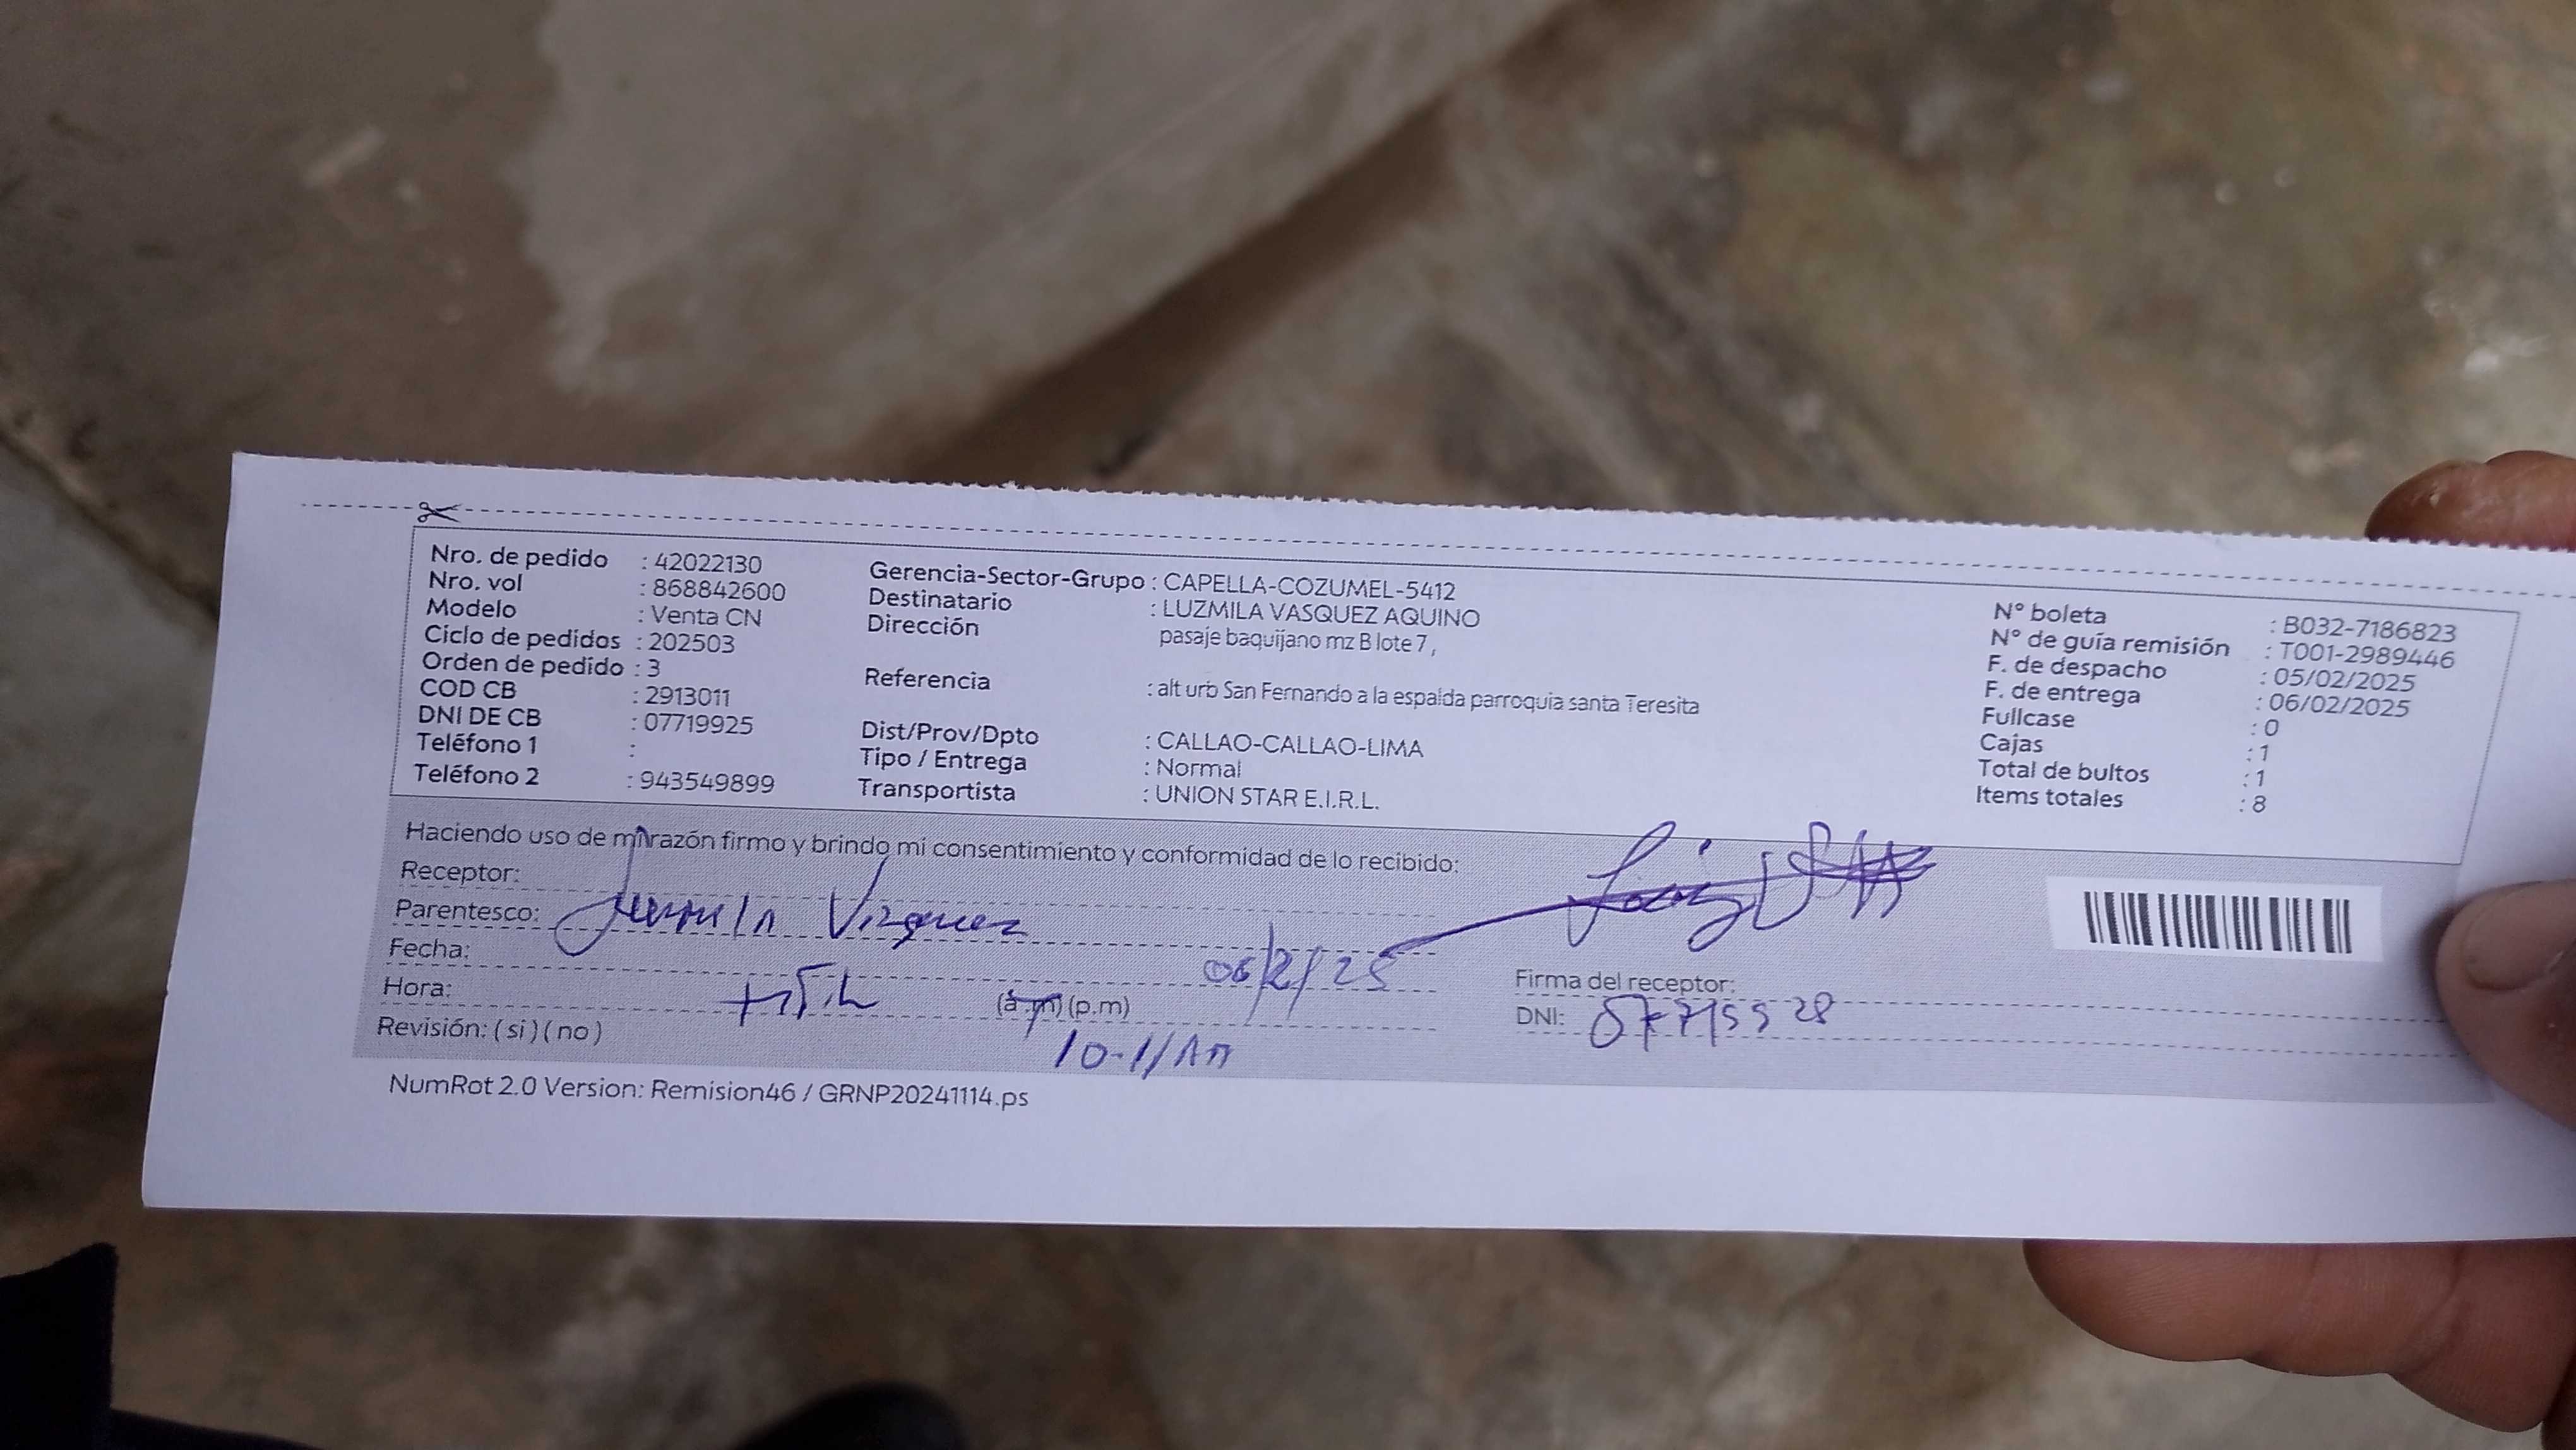 Nro. de pedido : 42022130
Nro. vol : 868842600
Modelo : Venta CN
Ciclo de pedidos : 202503
Orden de pedido : 3
COD CB : 2913011
DNI DE CB : 07719925
Teléfono 1 :
Teléfono 2 : 943549899
Gerencia-Sector-Grupo : CAPELLA-COZUMEL-5412
Destinatario : LUZMILA VASQUEZ AQUINO
Dirección pasaje baquijano mz B lote 7 ,
Referencia : alt urb San Fernando a la espalda parroquia santa Teresita
Dist/Prov/Dpto : CALLAO-CALLAO-LIMA
Tipo / Entrega : Normal
Transportista : UNION STAR E.I.R.L.
N° boleta : B032-7186823
N° de guía remisión : T001-2989446
F. de despacho : 05/02/2025
F. de entrega : 06/02/2025
Fullcase : 0
Cajas : 1
Total de bultos : 1
Items totales : 8
Haciendo uso de mi razón firmo y brindo mi consentimiento y conformidad de lo recibido:
Receptor:
Parentesco:
Fecha: 06/2/25
Hora: (a.m) (p.m)
Revisión: ( si ) ( no )
Firma del receptor:
DNI:
NumRot 2.0 Version: Remision46 / GRNP20241114.ps